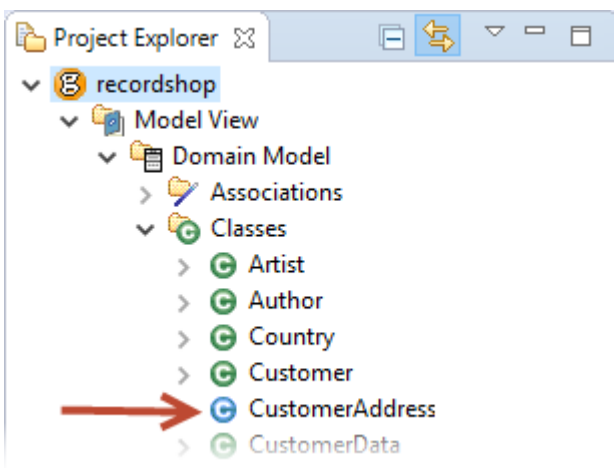 Project Explorer
recordshop
Model View
Domain Model
Associations
Classes
Artist
Author
Country
Customer
CustomerAddress
CustomerData